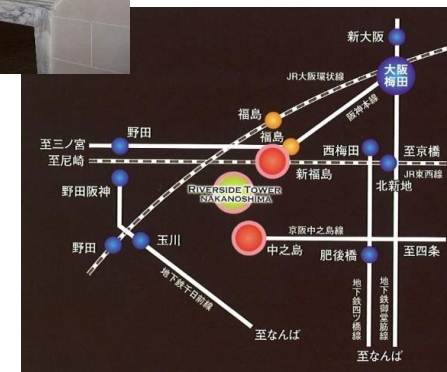 新大阪
大阪
梅田
JR大阪環状線
阪神本線
福島
福島
野田
至三ノ宮
至尼崎
西梅田
至京橋
新福島
JR東西線
北新地
野田阪神
RIVERSIDE TOWER
NAKANOSHIMA
京阪中之島線
野田
玉川
中之島
肥後橋
至四条
地下鉄千日前線
地下鉄四ツ橋線
地下鉄御堂筋線
至なんば
至なんば